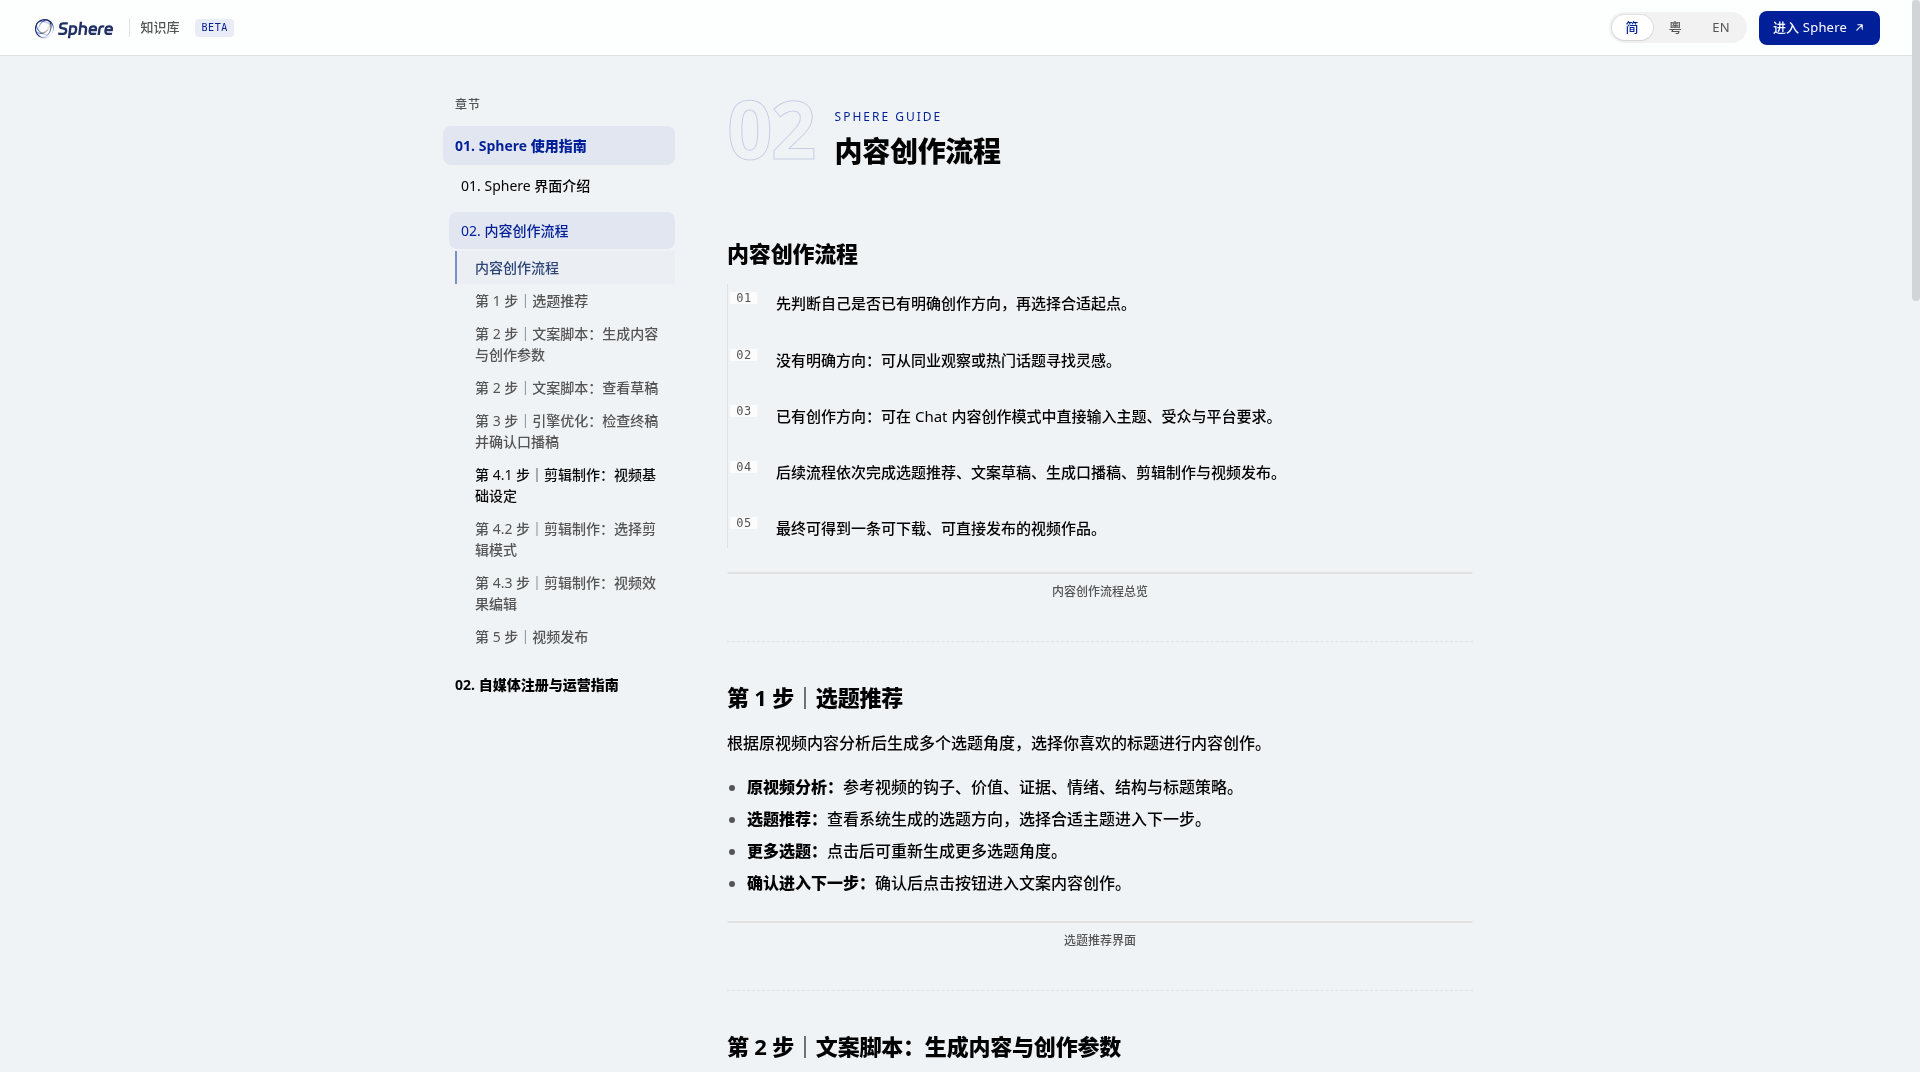 Sphere 知识库 BETA 简 粤 EN 进入 Sphere ↗
章节
01. Sphere 使用指南
01. Sphere 界面介绍
02. 内容创作流程
内容创作流程
第 1 步｜选题推荐
第 2 步｜文案脚本：生成内容
与创作参数
第 2 步｜文案脚本：查看草稿
第 3 步｜引擎优化：检查终稿
并确认口播稿
第 4.1 步｜剪辑制作：视频基
础设定
第 4.2 步｜剪辑制作：选择剪
辑模式
第 4.3 步｜剪辑制作：视频效
果编辑
第 5 步｜视频发布
02. 自媒体注册与运营指南
02
SPHERE GUIDE
内容创作流程
内容创作流程
01 先判断自己是否已有明确创作方向，再选择合适起点。
02 没有明确方向：可从同业观察或热门话题寻找灵感。
03 已有创作方向：可在 Chat 内容创作模式中直接输入主题、受众与平台要求。
04 后续流程依次完成选题推荐、文案草稿、生成口播稿、剪辑制作与视频发布。
05 最终可得到一条可下载、可直接发布的视频作品。
内容创作流程总览
第 1 步｜选题推荐
根据原视频内容分析后生成多个选题角度，选择你喜欢的标题进行内容创作。
原视频分析：参考视频的钩子、价值、证据、情绪、结构与标题策略。
选题推荐：查看系统生成的选题方向，选择合适主题进入下一步。
更多选题：点击后可重新生成更多选题角度。
确认进入下一步：确认后点击按钮进入文案内容创作。
选题推荐界面
第 2 步｜文案脚本：生成内容与创作参数